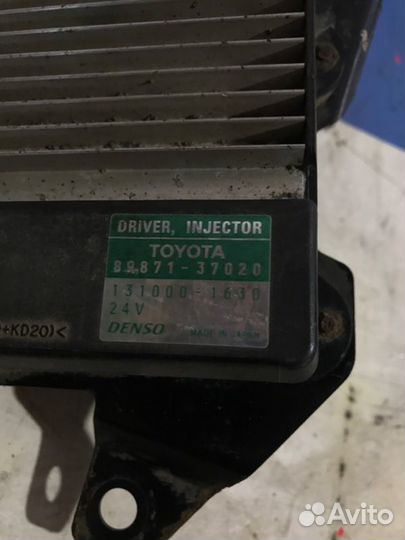 DRIVER, INJECTOR
TOYOTA
89871-37020
131000-1630
24V
DENSO MADE IN JAPAN
+KD20)<
Avito